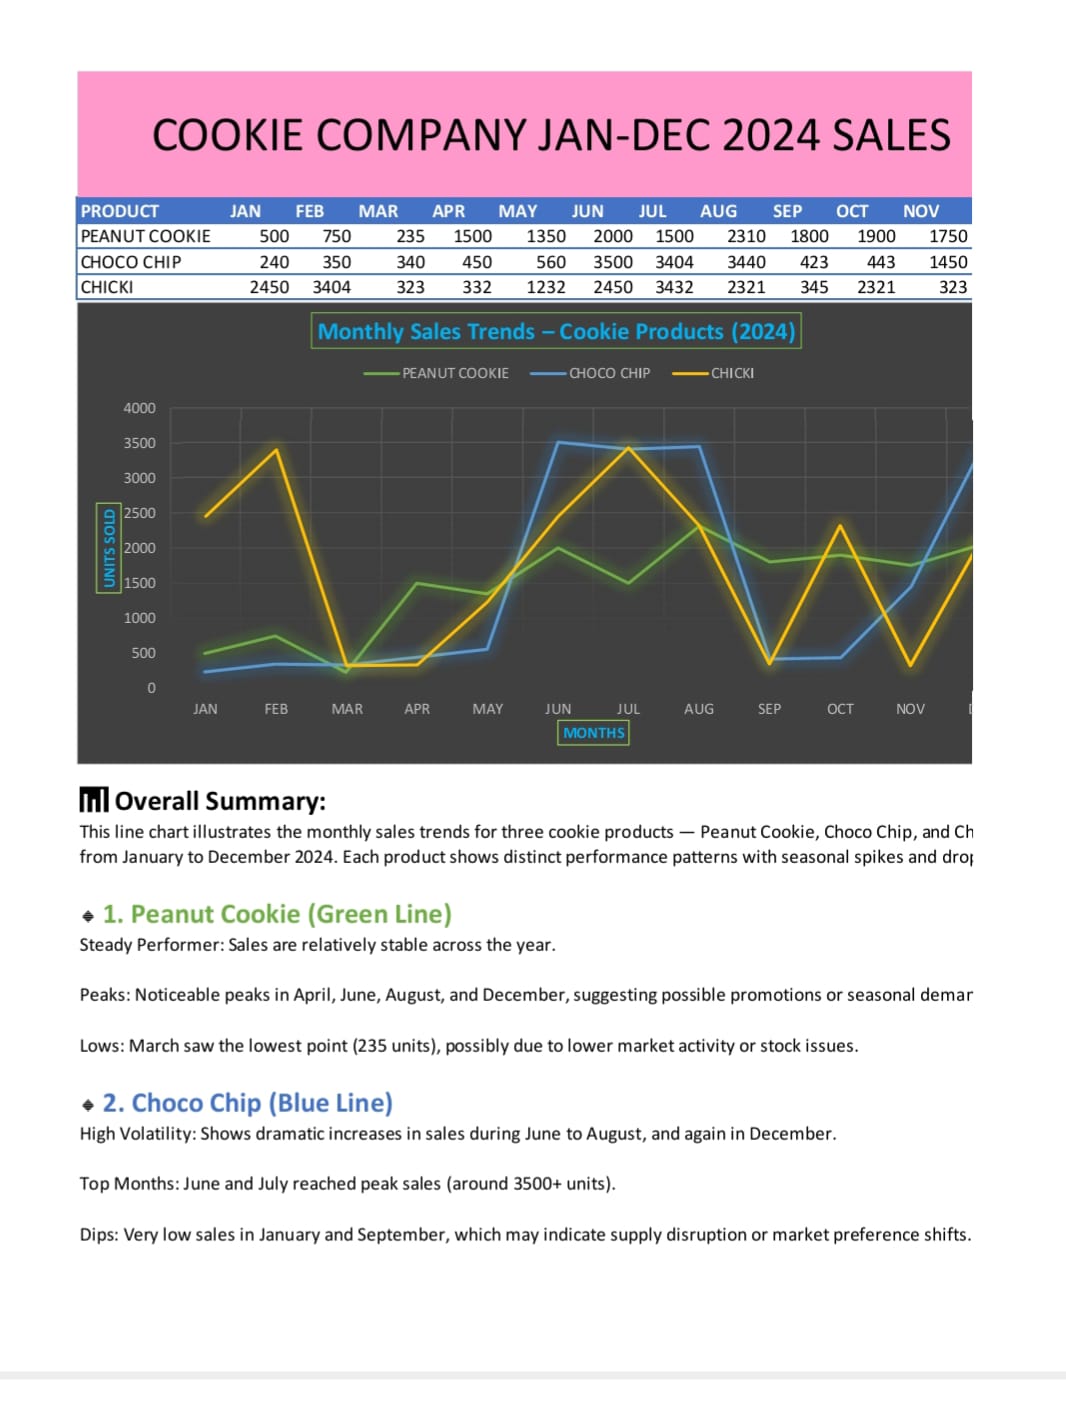 COOKIE COMPANY JAN-DEC 2024 SALES
PRODUCT JAN FEB MAR APR MAY JUN JUL AUG SEP OCT NOV
PEANUT COOKIE 500 750 235 1500 1350 2000 1500 2310 1800 1900 1750
CHOCO CHIP 240 350 340 450 560 3500 3404 3440 423 443 1450
CHICKI 2450 3404 323 332 1232 2450 3432 2321 345 2321 323
Monthly Sales Trends – Cookie Products (2024)
PEANUT COOKIE CHOCO CHIP CHICKI
4000
3500
3000
2500
2000
1500
1000
500
0
UNITS SOLD
JAN FEB MAR APR MAY JUN JUL AUG SEP OCT NOV
MONTHS
Overall Summary:
This line chart illustrates the monthly sales trends for three cookie products — Peanut Cookie, Choco Chip, and Ch
from January to December 2024. Each product shows distinct performance patterns with seasonal spikes and drop
1. Peanut Cookie (Green Line)
Steady Performer: Sales are relatively stable across the year.
Peaks: Noticeable peaks in April, June, August, and December, suggesting possible promotions or seasonal
Lows: March saw the lowest point (235 units), possibly due to lower market activity or stock issues.
2. Choco Chip (Blue Line)
High Volatility: Shows dramatic increases in sales during June to August, and again in December.
Top Months: June and July reached peak sales (around 3500+ units).
Dips: Very low sales in January and September, which may indicate supply disruption or market preference shifts.